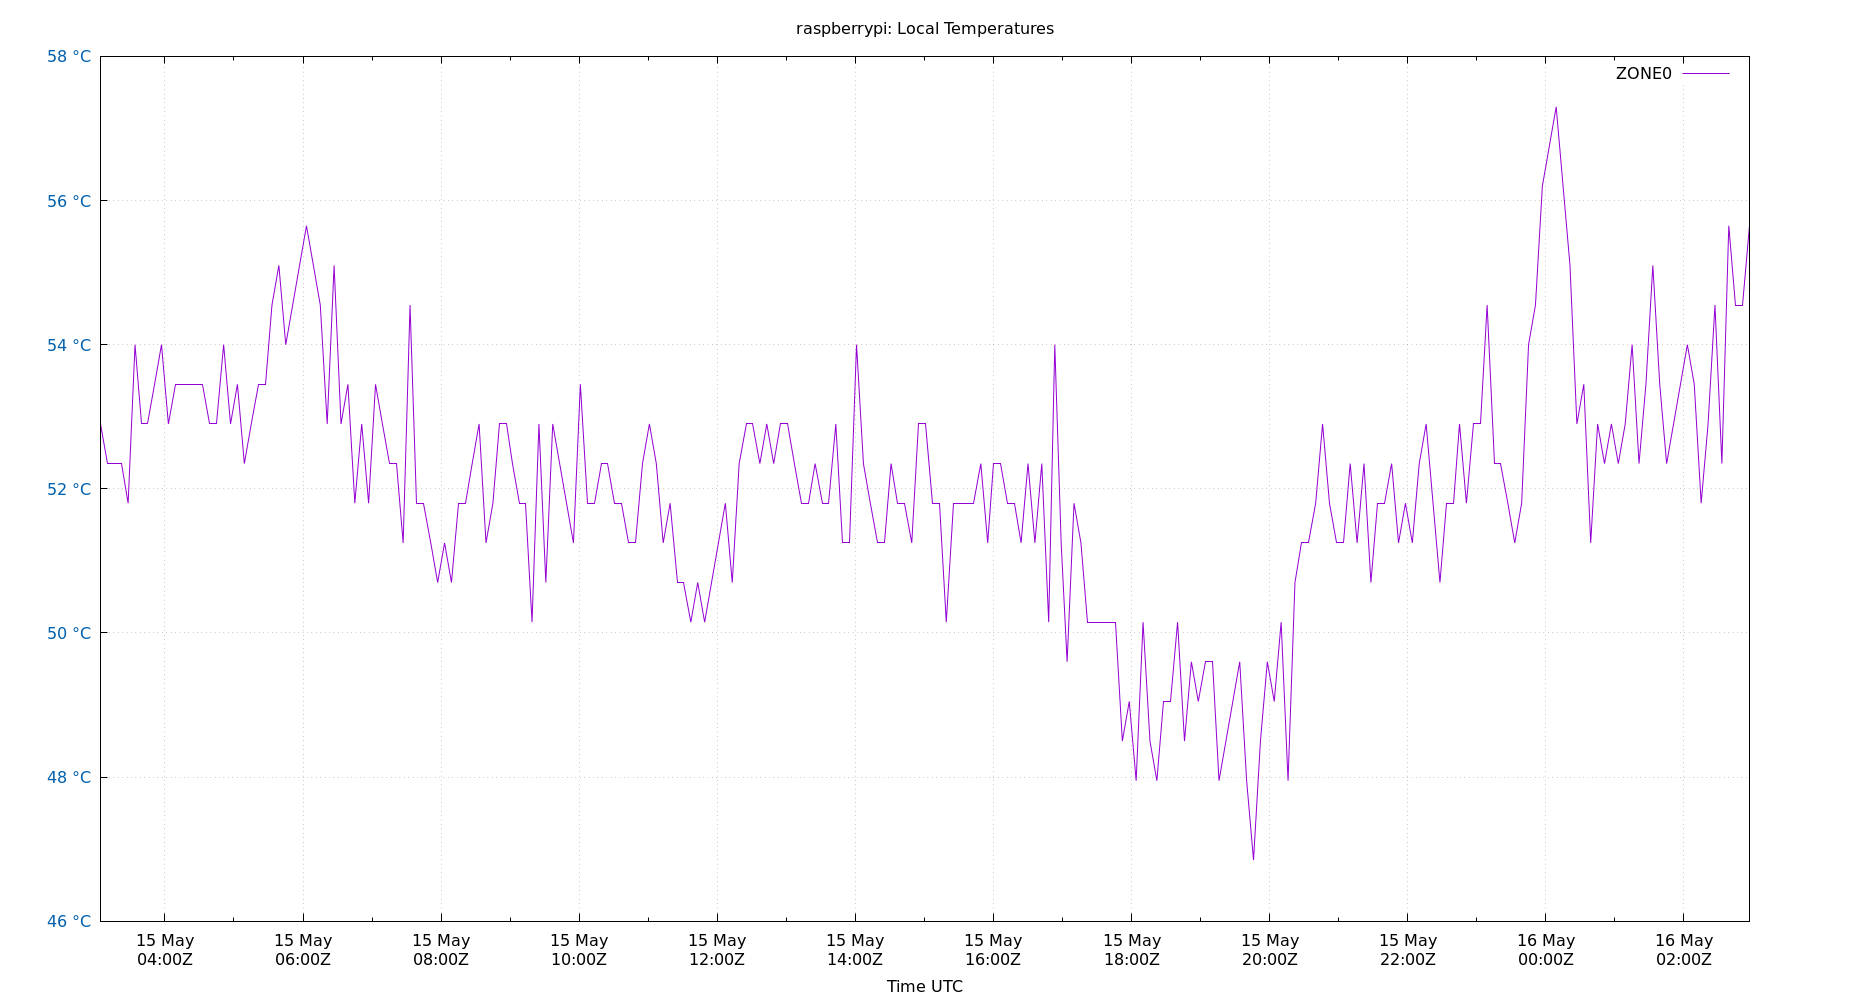 raspberrypi: Local Temperatures
58 °C
ZONE0
56 °C
54 °C
52 °C
50 °C
48 °C
46 °C
15 May 15 May 15 May 15 May 15 May 15 May 15 May 15 May 15 May 15 May 16 May 16 May
04:00Z 06:00Z 08:00Z 10:00Z 12:00Z 14:00Z 16:00Z 18:00Z 20:00Z 22:00Z 00:00Z 02:00Z
Time UTC